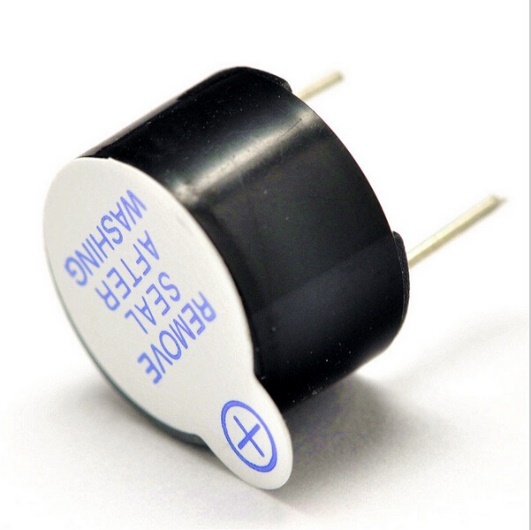 REMOVE
SEAL
AFTER
WASHING
+